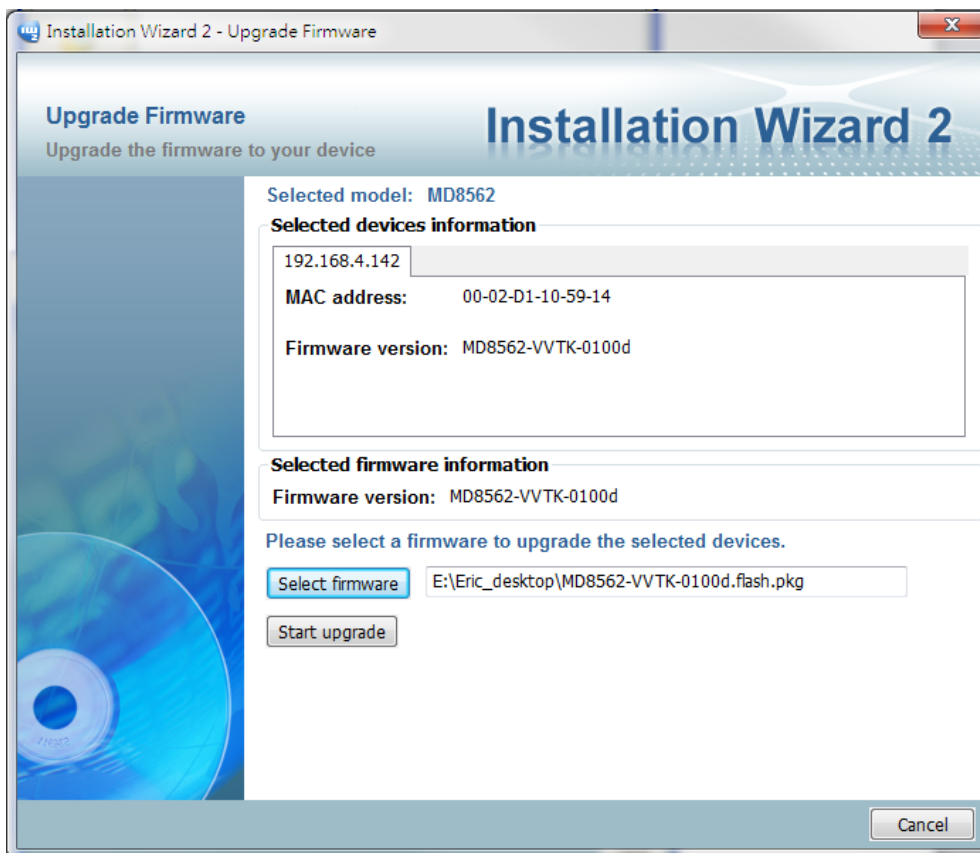 Installation Wizard 2 - Upgrade Firmware
Upgrade Firmware
Installation Wizard 2
Upgrade the firmware to your device
Selected model: MD8562
Selected devices information
192.168.4.142
MAC address: 00-02-D1-10-59-14
Firmware version: MD8562-VVTK-0100d
Selected firmware information
Firmware version: MD8562-VVTK-0100d
Please select a firmware to upgrade the selected devices.
Select firmware E:\Eric_desktop\MD8562-VVTK-0100d.flash.pkg
Start upgrade
Cancel